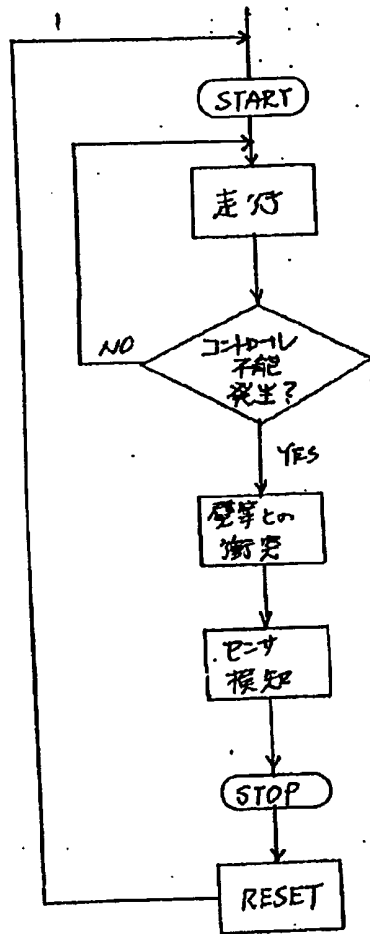 START
走行
コントロール
不能
発生?
NO
YES
壁等との
衝突
センサ
検知
STOP
RESET